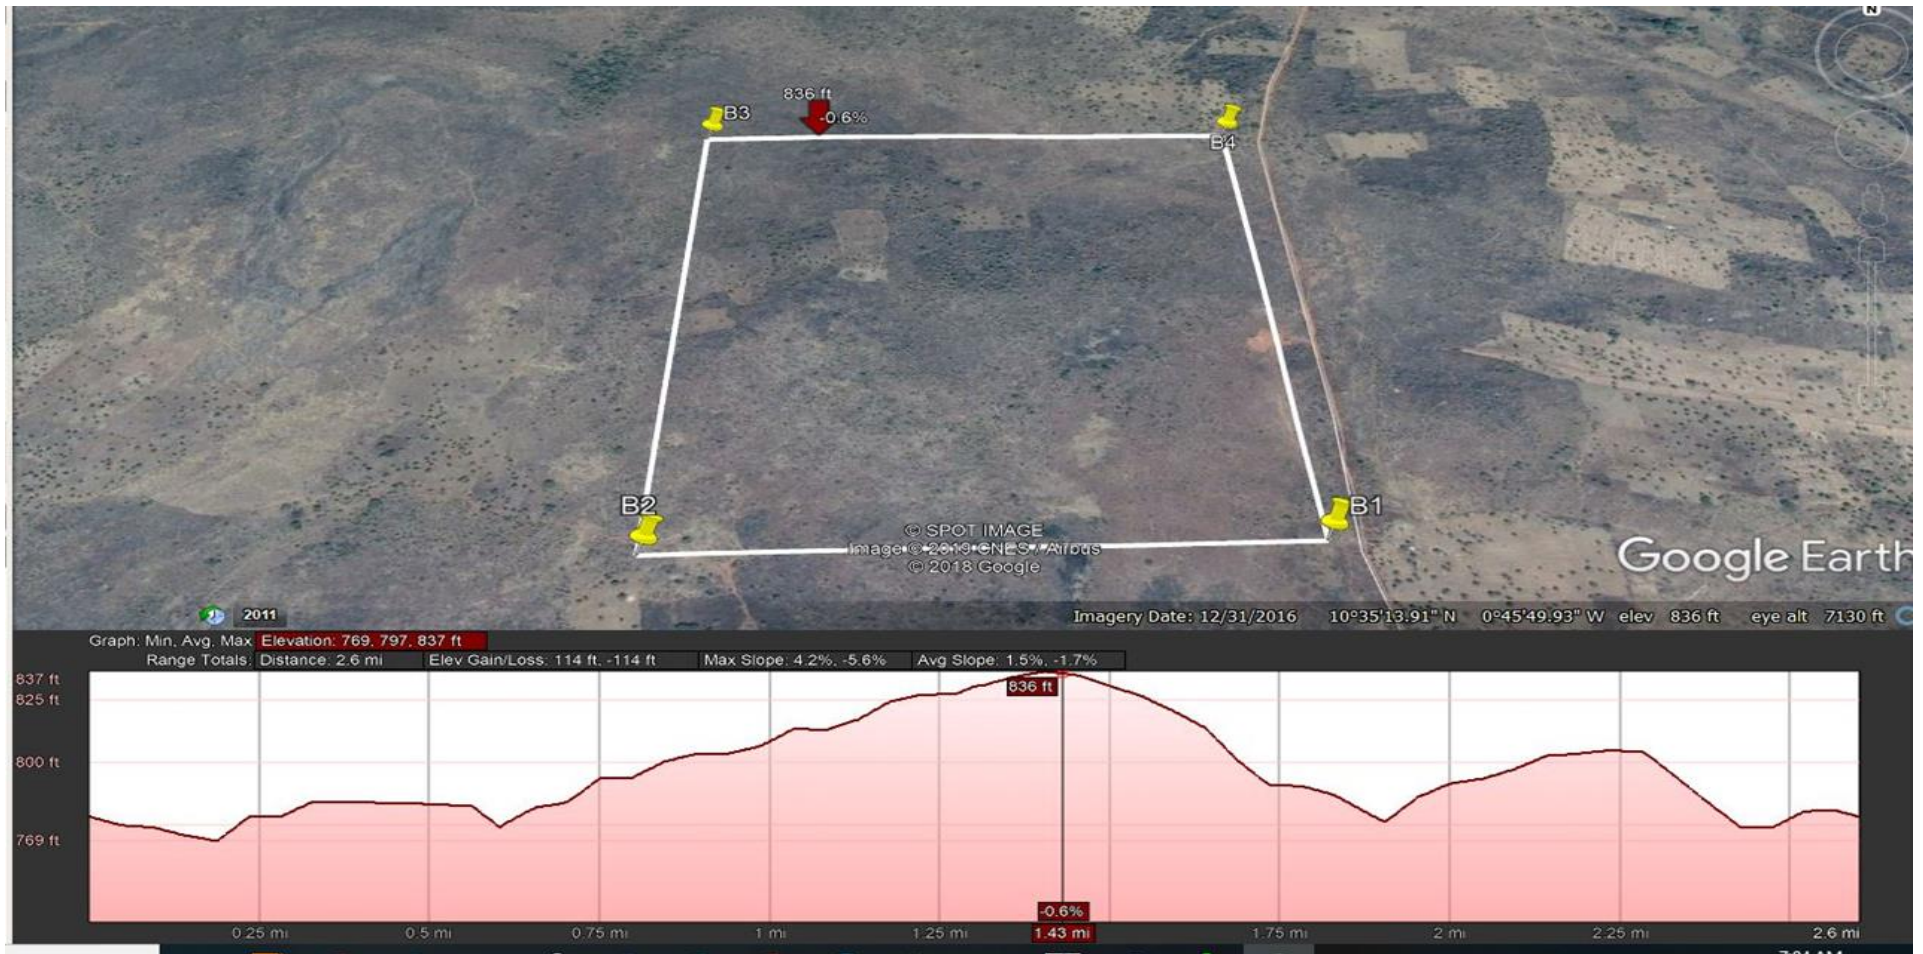 N
836 ft
B3
-0.6%
B4
B2
B1
© SPOT IMAGE
Image © 2019 CNES / Airbus
© 2018 Google
Google Earth
2011
Imagery Date: 12/31/2016 10°35'13.91" N 0°45'49.93" W elev 836 ft eye alt 7130 ft
Graph: Min, Avg, Max Elevation: 769, 797, 837 ft
Range Totals: Distance: 2.6 mi Elev Gain/Loss: 114 ft, -114 ft Max Slope: 4.2%, -5.6% Avg Slope: 1.5%, -1.7%
837 ft
836 ft
825 ft
800 ft
769 ft
-0.6%
0.25 mi 0.5 mi 0.75 mi 1 mi 1.25 mi 1.43 mi 1.75 mi 2 mi 2.25 mi 2.6 mi